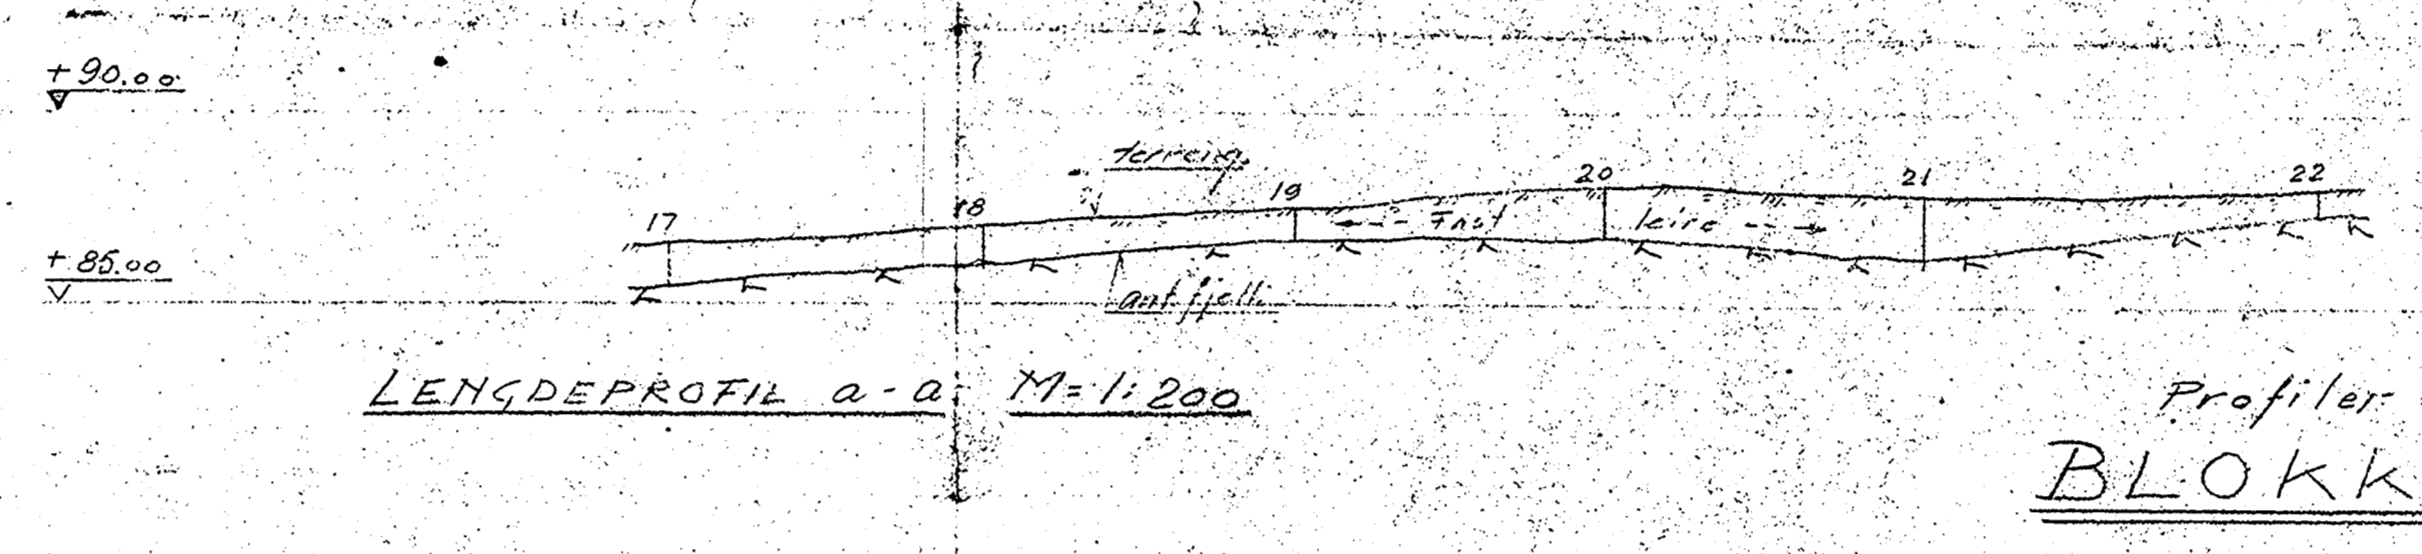 + 90.00
terreng
17 18 19 20 21 22
Fast leire
+ 85.00
ant. fjell
LENGDEPROFIL a-a M=1:200
Profiler
BLOKK